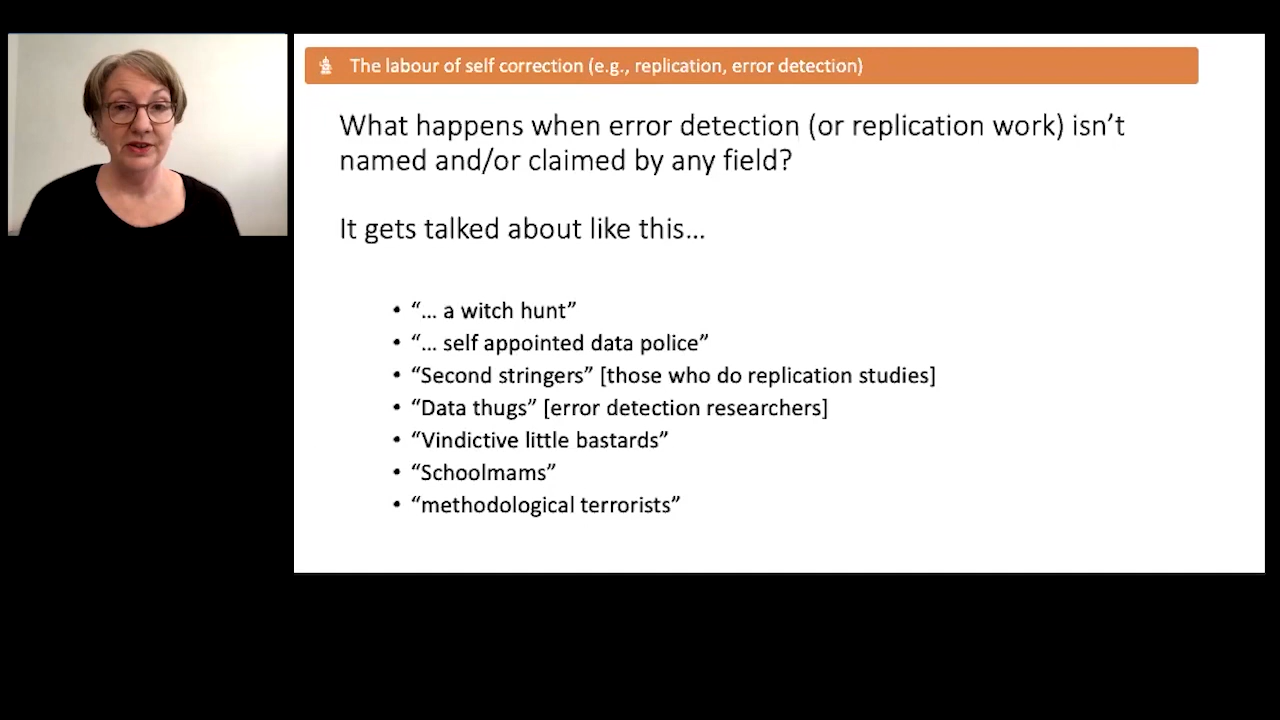 The labour of self correction (e.g., replication, error detection)
What happens when error detection (or replication work) isn’t
named and/or claimed by any field?
It gets talked about like this…
• “… a witch hunt”
• “… self appointed data police”
• “Second stringers” [those who do replication studies]
• “Data thugs” [error detection researchers]
• “Vindictive little bastards”
• “Schoolmams”
• “methodological terrorists”